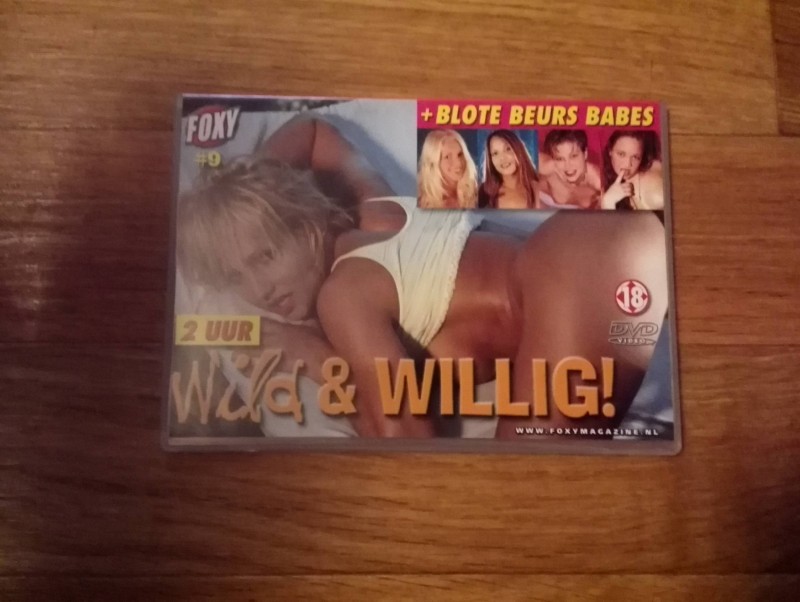 FOXY
#9
+ BLOTE BEURS BABES
18
DVD
VIDEO
2 UUR
Wild & WILLIG!
WWW.FOXYMAGAZINE.NL